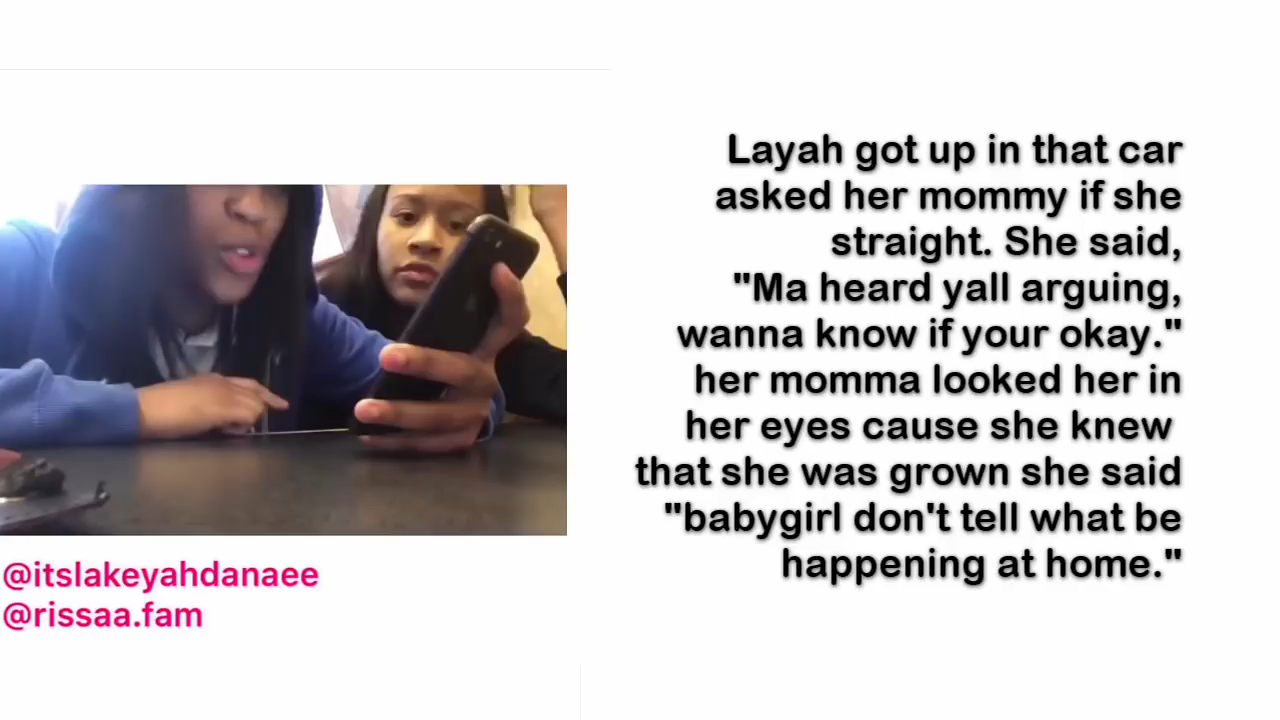 Layah got up in that car
asked her mommy if she
straight. She said,
"Ma heard yall arguing,
wanna know if your okay."
her momma looked her in
her eyes cause she knew
that she was grown she said
"babygirl don't tell what be
happening at home."
@itslakeyahdanaee
@rissaa.fam